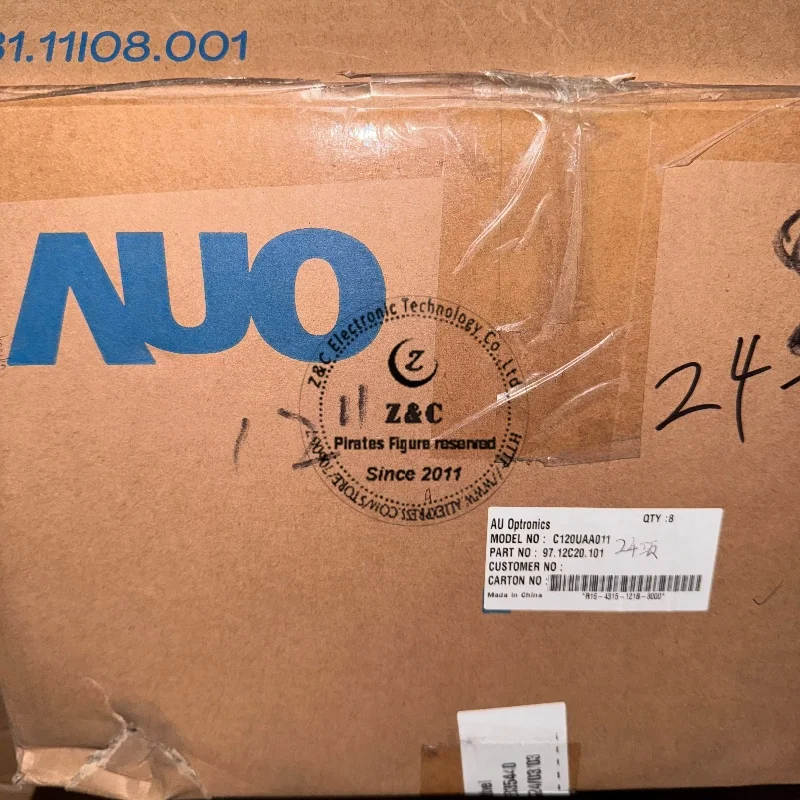 31.11I08.001
AUO
Z&C Electronic Technology Co., Ltd
Z
Z&C
Pirates Figure reserved
Since 2011
24
AU Optronics
QTY :8
MODEL NO : C120UAA011
PART NO : 97.12C20.101
CUSTOMER NO :
CARTON NO :
Made in China